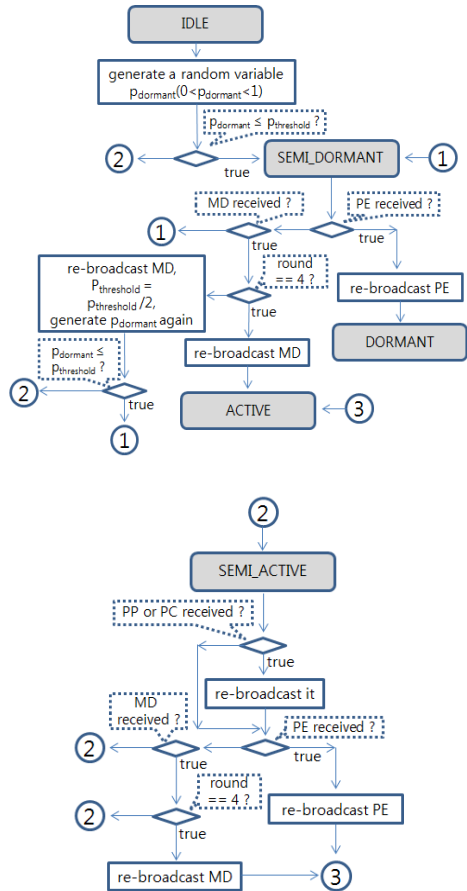 IDLE
generate a random variable
pdormant(0<pdormant<1)
pdormant ≤ pthreshold ?
2
true
SEMI_DORMANT
1
MD received ?
PE received ?
1
true
true
re-broadcast MD,
Pthreshold =
pthreshold /2,
generate pdormant again
round
== 4 ?
true
re-broadcast PE
re-broadcast MD
DORMANT
pdormant ≤
pthreshold ?
2
true
ACTIVE
3
1
2
SEMI_ACTIVE
PP or PC received ?
true
re-broadcast it
MD
received ?
PE received ?
2
true
true
round
== 4 ?
2
true
re-broadcast PE
re-broadcast MD
3